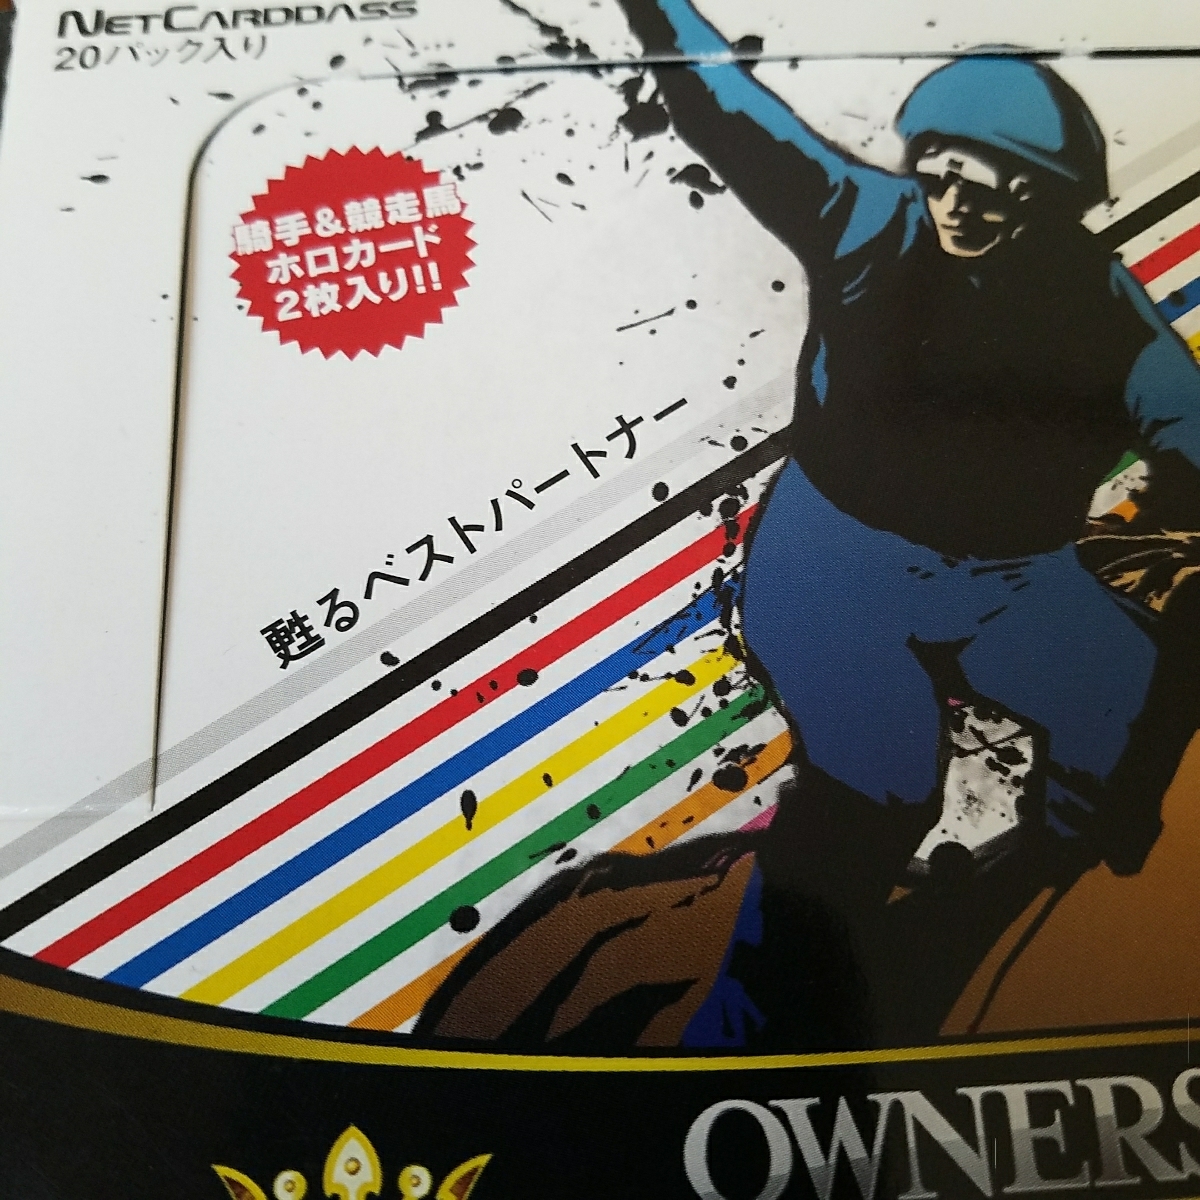 NETCARDDASS
20パック入り
騎手&競走馬
ホロカード
2枚入り!!
甦るベストパートナー
OWNERS